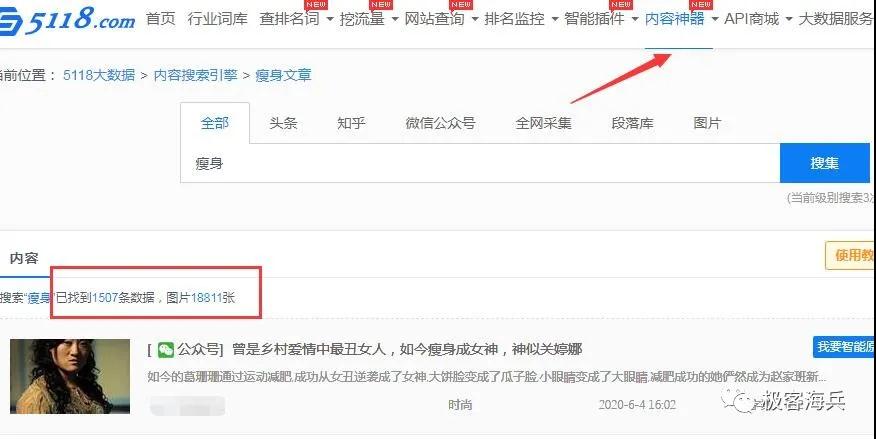 5118.com 首页 行业词库 查排名词 挖流量 网站查询 排名监控 智能插件 内容神器 API商城 大数据服务
NEW NEW NEW NEW NEW
当前位置： 5118大数据 > 内容搜索引擎 > 瘦身文章
全部 头条 知乎 微信公众号 全网采集 段落库 图片
瘦身 搜集
(当前级别搜索3次
内容 使用教
搜索“瘦身”已找到1507条数据，图片18811张
[ 公众号] 曾是乡村爱情中最丑女人，如今瘦身成女神，神似关婷娜 我要智能原
如今的葛珊珊通过运动减肥,成功从女丑逆袭成了女神,大饼脸变成了瓜子脸,小眼睛变成了大眼睛,减肥成功的她俨然成为赵家班新...
时尚 2020-6-4 16:02
极客海兵